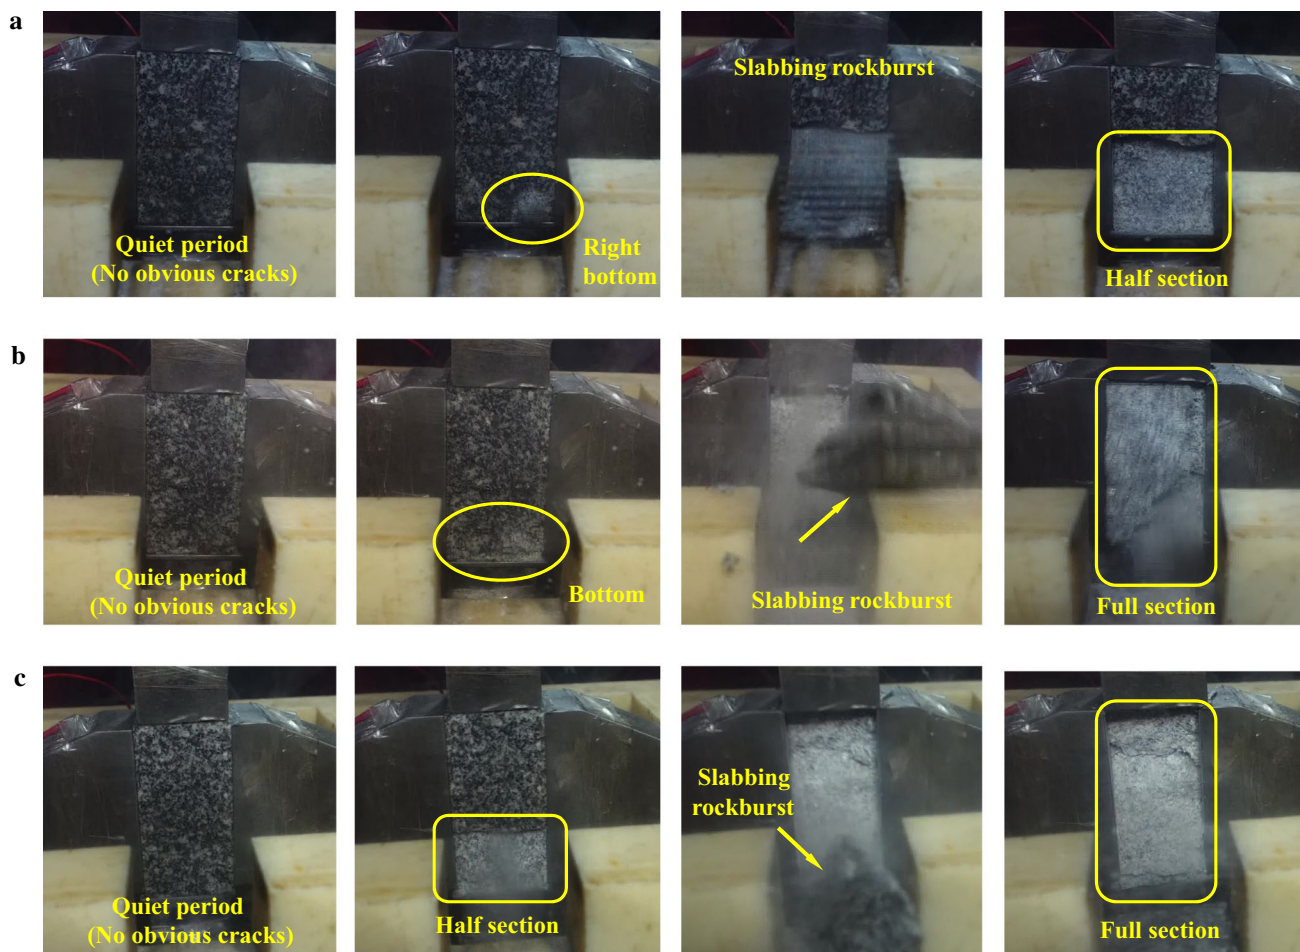 a
Quiet period
(No obvious cracks)
Right
bottom
Slabbing rockburst
Half section
b
Quiet period
(No obvious cracks)
Bottom
Slabbing rockburst
Full section
c
Quiet period
(No obvious cracks)
Half section
Slabbing
rockburst
Full section